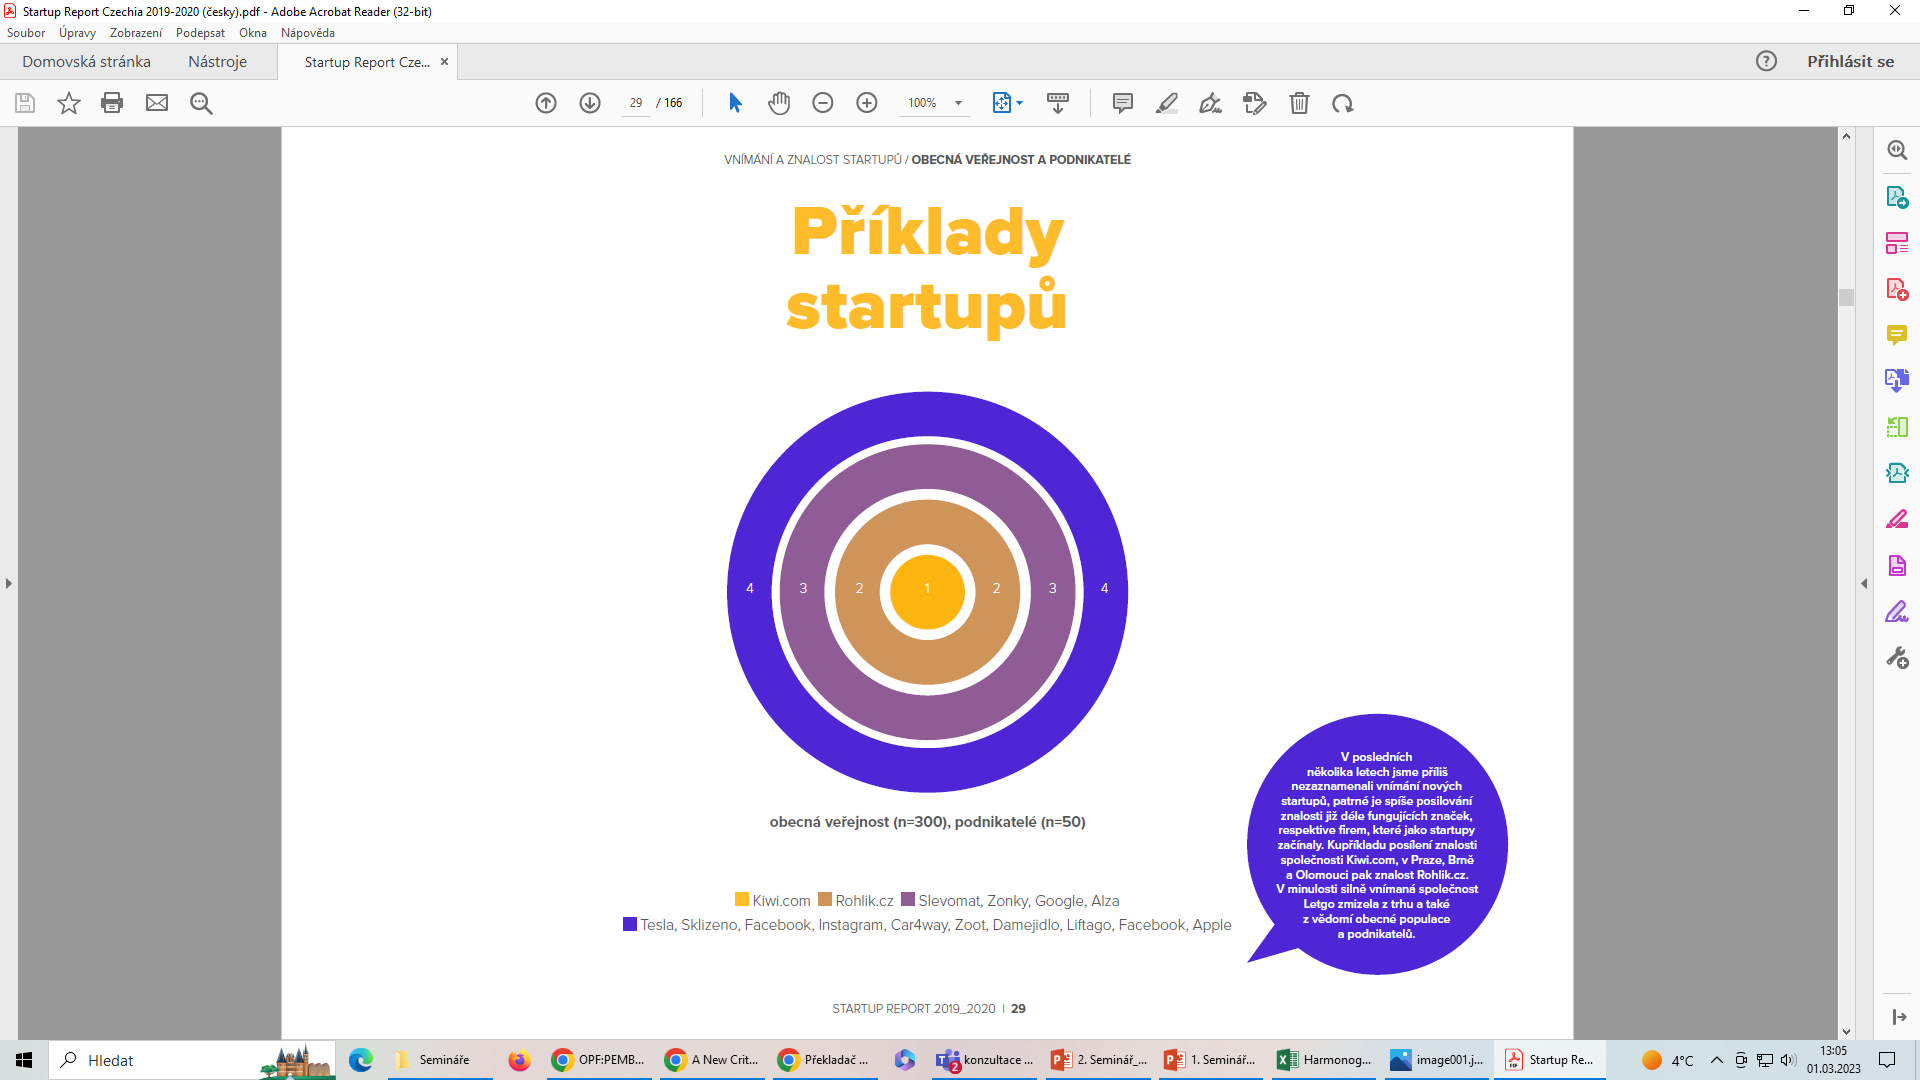 Startup Report Czechia 2019-2020 (česky).pdf - Adobe Acrobat Reader (32-bit)
Soubor Úpravy Zobrazení Podepsat Okna Nápověda
Domovská stránka Nástroje Startup Report Cze... × ? Přihlásit se
29 / 166 100%
VNÍMÁNÍ A ZNALOST STARTUPŮ / OBECNÁ VEŘEJNOST A PODNIKATELÉ
Příklady
startupů
4 3 2 1 2 3 4
obecná veřejnost (n=300), podnikatelé (n=50)
Kiwi.com Rohlik.cz Slevomat, Zonky, Google, Alza
Tesla, Sklizeno, Facebook, Instagram, Car4way, Zoot, Damejidlo, Liftago, Facebook, Apple
V posledních
několika letech jsme příliš
nezaznamenali vnímání nových
startupů, patrné je spíše posilování
znalosti již déle fungujících značek,
respektive firem, které jako startupy
začínaly. Kupříkladu posílení znalosti
společnosti Kiwi.com, v Praze, Brně
a Olomouci pak znalost Rohlik.cz.
V minulosti silně vnímaná společnost
Letgo zmizela z trhu a také
z vědomí obecné populace
a podnikatelů.
STARTUP REPORT 2019_2020 | 29
Hledat Semináře OPF:PEMB... A New Crit... Překladač ... konzultace ... 2 2. Seminář_... 1. Seminář... Harmonog... image001.j... Startup Re... 4°C 13:05
01.03.2023